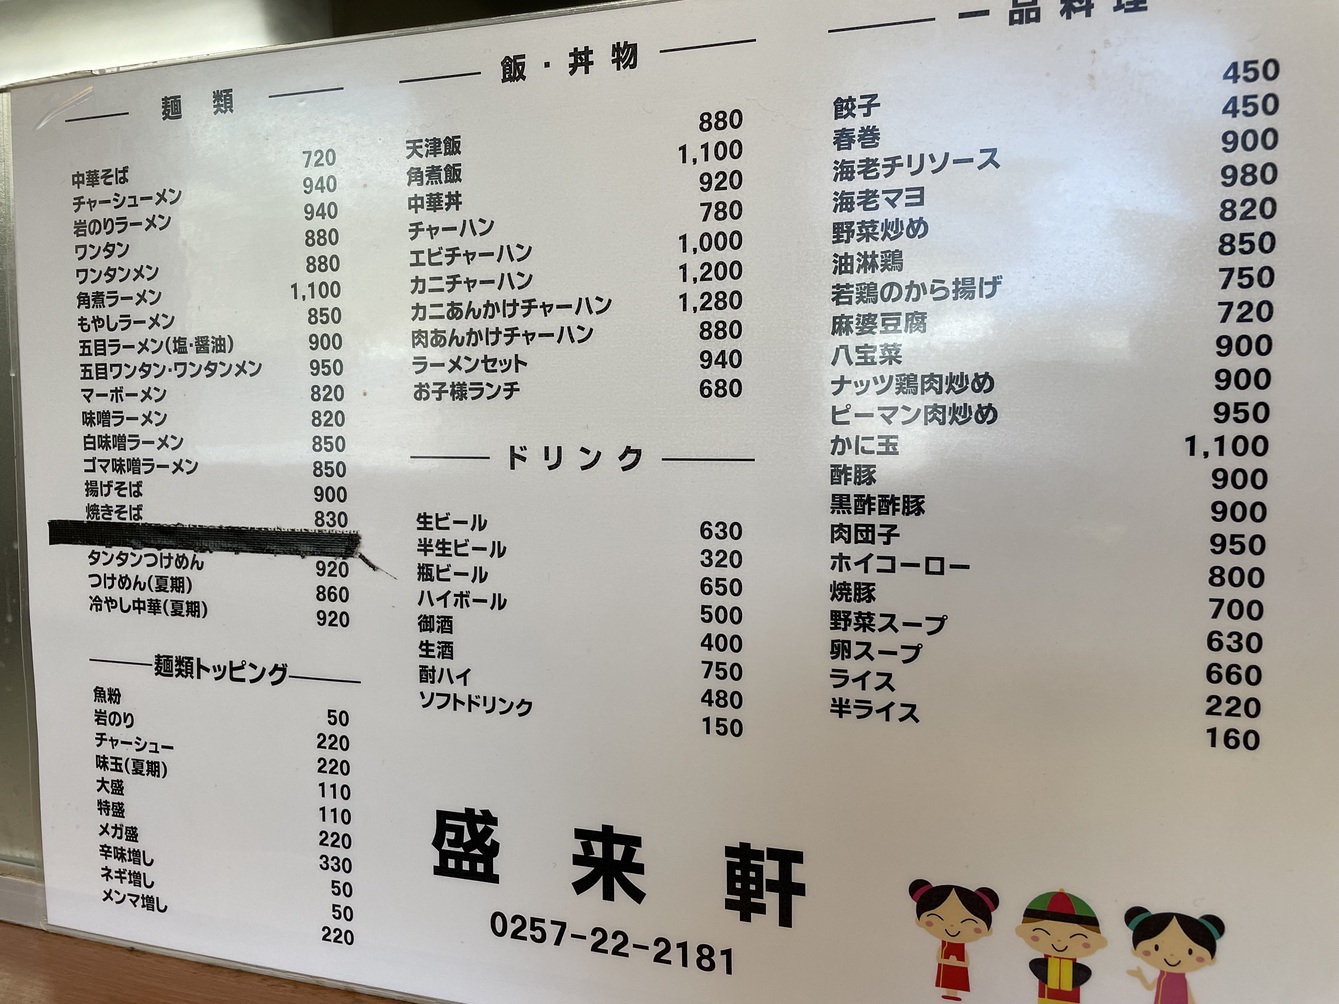 麺類
中華そば 720
チャーシューメン 940
岩のりラーメン 940
ワンタン 880
ワンタンメン 880
角煮ラーメン 1,100
もやしラーメン 850
五目ラーメン(塩・醤油) 900
五目ワンタン・ワンタンメン 950
マーボーメン 820
味噌ラーメン 820
白味噌ラーメン 850
ゴマ味噌ラーメン 850
揚げそば 900
焼きそば 830
タンタンつけめん 920
つけめん(夏期) 860
冷やし中華(夏期) 920
麺類トッピング
魚粉 50
岩のり 220
チャーシュー 220
味玉(夏期) 110
大盛 110
特盛 220
メガ盛 330
辛味増し 50
ネギ増し 50
メンマ増し 220
飯・丼物
天津飯 880
角煮飯 1,100
中華丼 920
チャーハン 780
エビチャーハン 1,000
カニチャーハン 1,200
カニあんかけチャーハン 1,280
肉あんかけチャーハン 880
ラーメンセット 940
お子様ランチ 680
ドリンク
生ビール 630
半生ビール 320
瓶ビール 650
ハイボール 500
御酒 400
生酒 750
酎ハイ 480
ソフトドリンク 150
一品料理
餃子 450
春巻 450
海老チリソース 900
海老マヨ 980
野菜炒め 820
油淋鶏 850
若鶏のから揚げ 750
麻婆豆腐 720
八宝菜 900
ナッツ鶏肉炒め 900
ピーマン肉炒め 950
かに玉 1,100
酢豚 900
黒酢酢豚 900
肉団子 950
ホイコーロー 800
焼豚 700
野菜スープ 630
卵スープ 660
ライス 220
半ライス 160
盛来軒
0257-22-2181